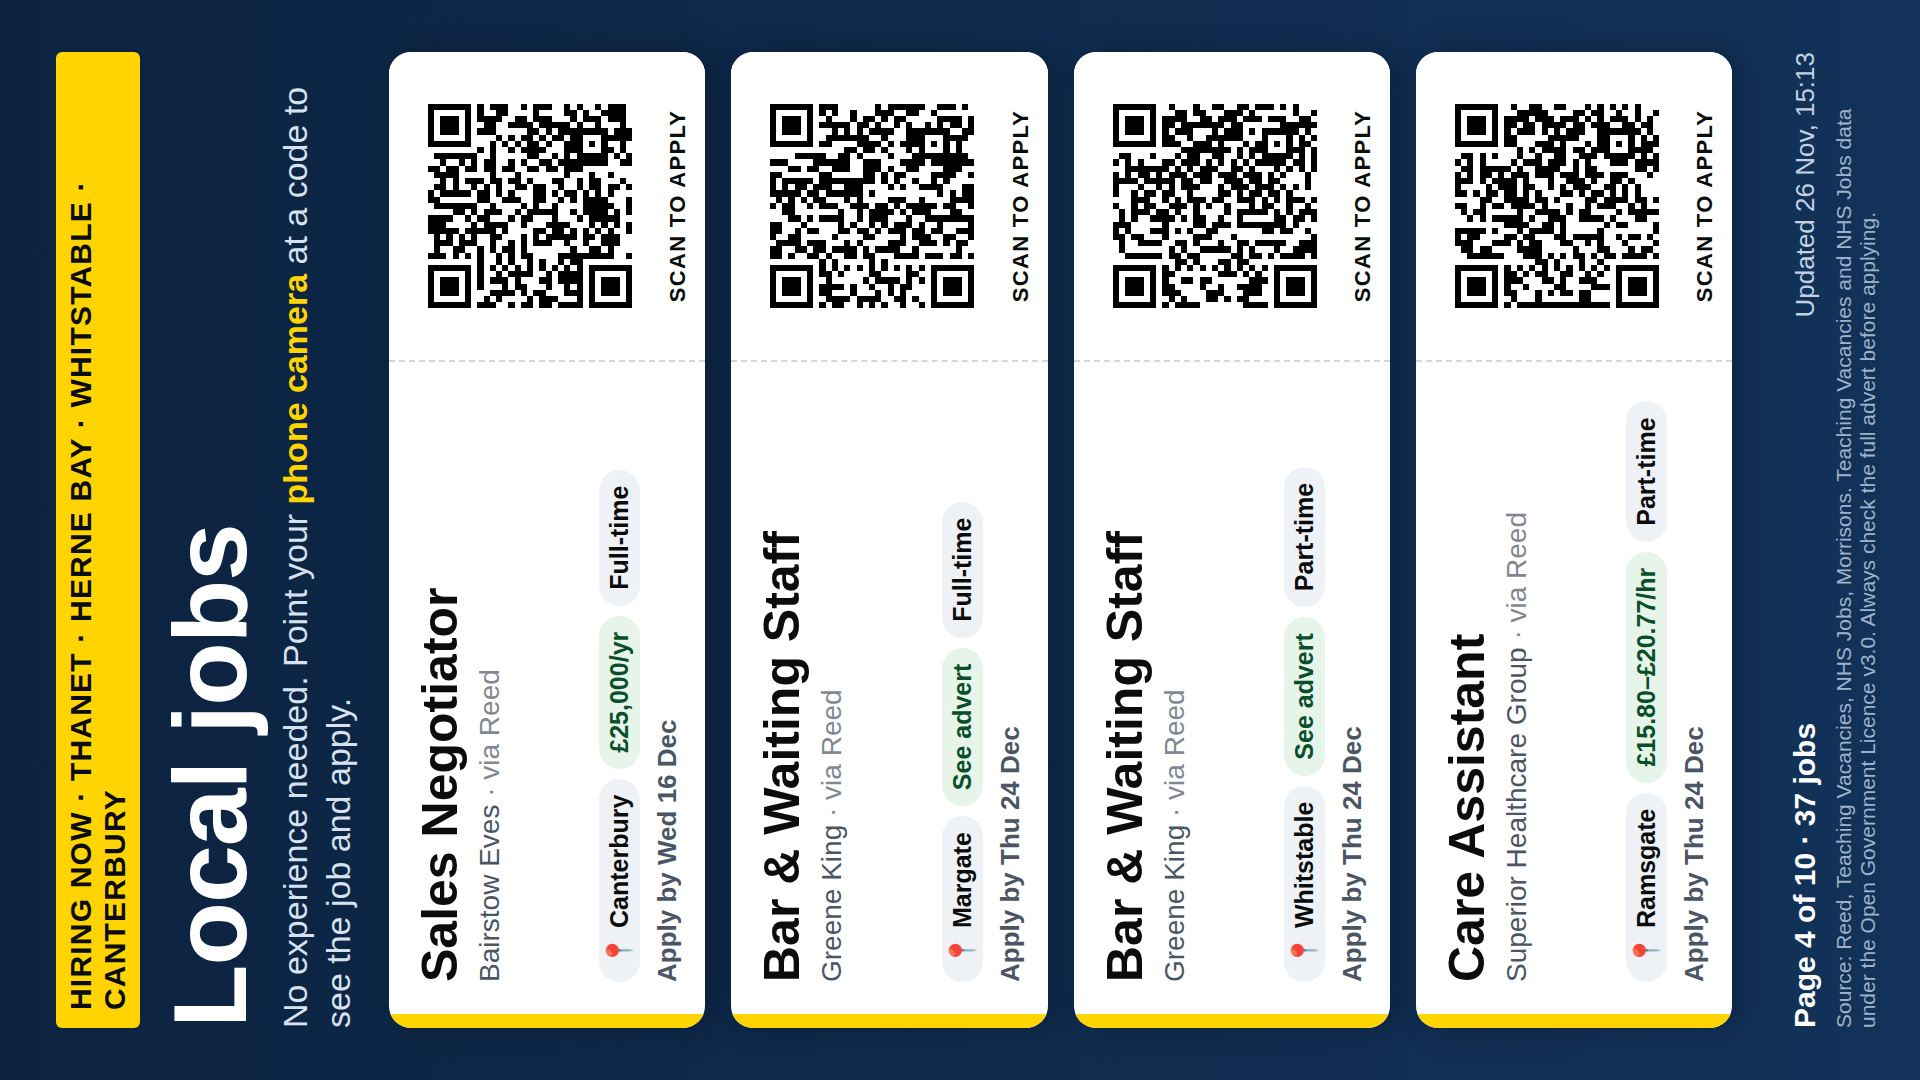 HIRING NOW · THANET · HERNE BAY · WHITSTABLE ·
CANTERBURY
Local jobs
No experience needed. Point your phone camera at a code to
see the job and apply.
Sales Negotiator
Bairstow Eves · via Reed
📍 Canterbury £25,000/yr Full-time
Apply by Wed 16 Dec
SCAN TO APPLY
Bar & Waiting Staff
Greene King · via Reed
📍 Margate See advert Full-time
Apply by Thu 24 Dec
SCAN TO APPLY
Bar & Waiting Staff
Greene King · via Reed
📍 Whitstable See advert Part-time
Apply by Thu 24 Dec
SCAN TO APPLY
Care Assistant
Superior Healthcare Group · via Reed
📍 Ramsgate £15.80–£20.77/hr Part-time
Apply by Thu 24 Dec
SCAN TO APPLY
Page 4 of 10 · 37 jobs Updated 26 Nov, 15:13
Source: Reed, Teaching Vacancies, NHS Jobs, Morrisons. Teaching Vacancies and NHS Jobs data
under the Open Government Licence v3.0. Always check the full advert before applying.